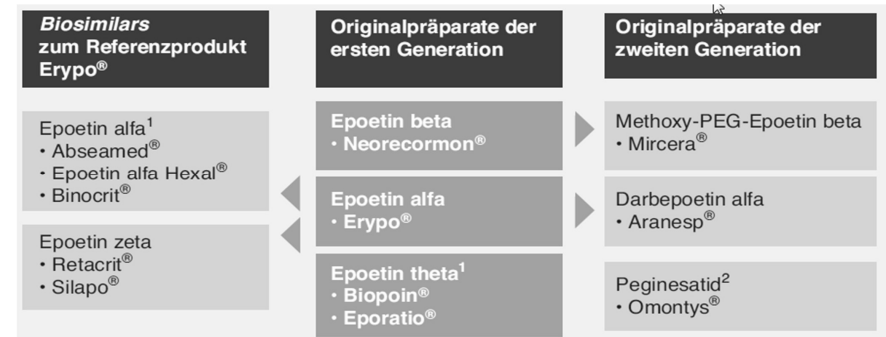 Biosimilars
zum Referenzprodukt
Erypo®
Epoetin alfa¹
• Abseamed®
• Epoetin alfa Hexal®
• Binocrit®
Epoetin zeta
• Retacrit®
• Silapo®
Originalpräparate der
ersten Generation
Epoetin beta
• Neorecormon®
Epoetin alfa
• Erypo®
Epoetin theta¹
• Biopoin®
• Eporatio®
Originalpräparate der
zweiten Generation
Methoxy-PEG-Epoetin beta
• Mircera®
Darbepoetin alfa
• Aranesp®
Peginesatid²
• Omontys®